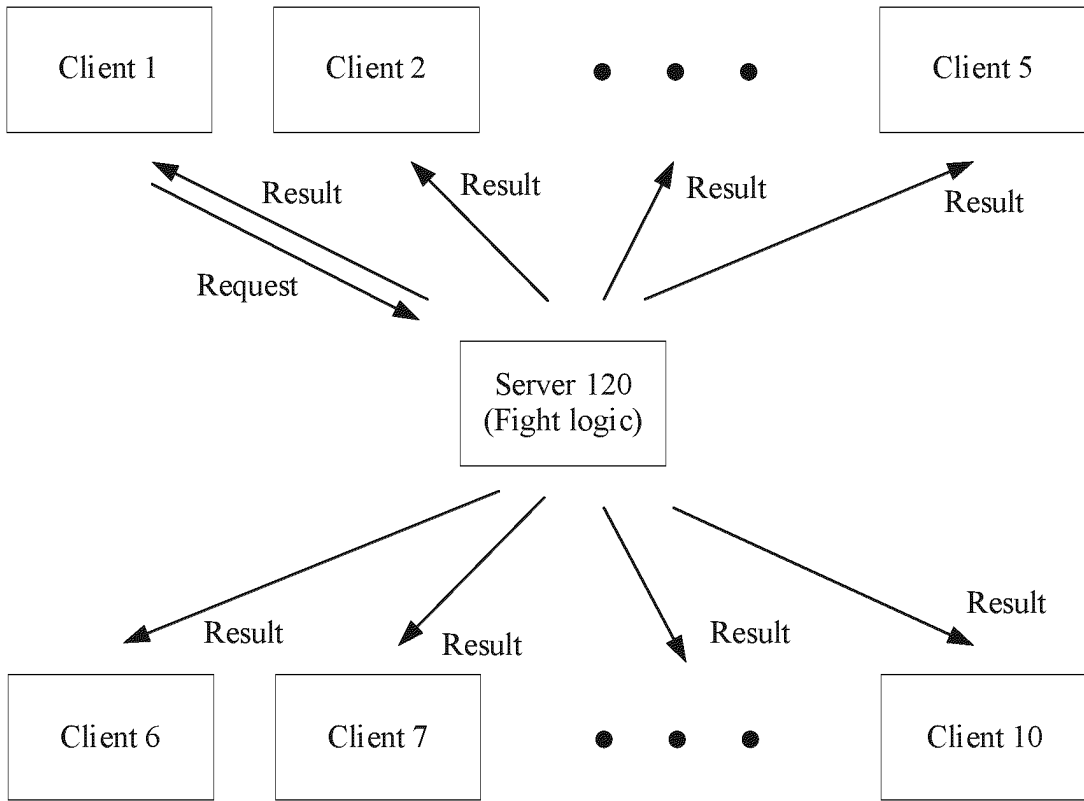 Client 1
Client 2
Client 5
Result
Result
Result
Result
Request
Server 120
(Fight logic)
Result
Result
Result
Result
Client 6
Client 7
Client 10